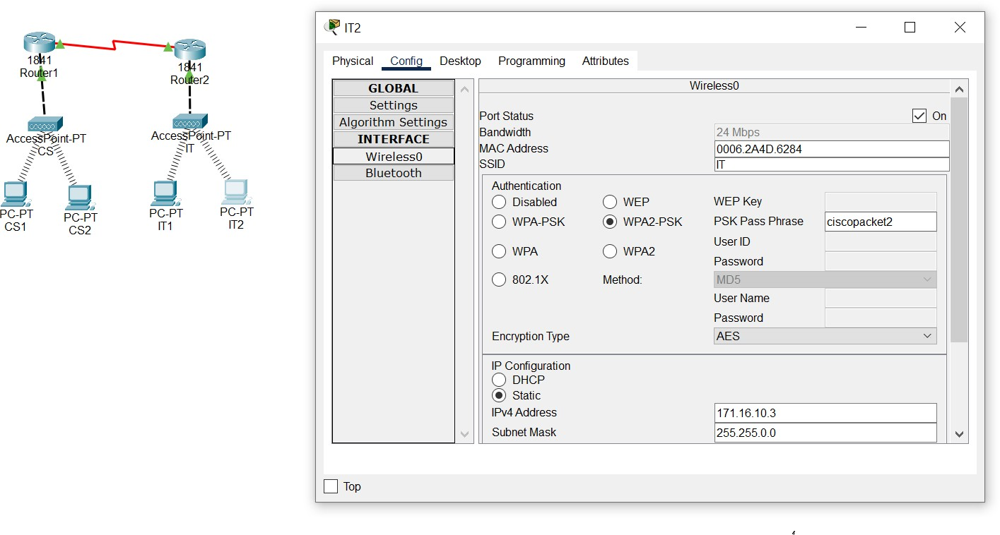 1841
Router1
1841
Router2
AccessPoint-PT
CS
AccessPoint-PT
IT
PC-PT
CS1
PC-PT
CS2
PC-PT
IT1
PC-PT
IT2
IT2
Physical Config Desktop Programming Attributes
GLOBAL
Settings
Algorithm Settings
INTERFACE
Wireless0
Bluetooth
Wireless0
Port Status On
Bandwidth 24 Mbps
MAC Address 0006.2A4D.6284
SSID IT
Authentication
Disabled WEP WEP Key
WPA-PSK WPA2-PSK PSK Pass Phrase ciscopacket2
User ID
WPA WPA2
Password
802.1X Method: MD5
User Name
Password
Encryption Type AES
IP Configuration
DHCP
Static
IPv4 Address 171.16.10.3
Subnet Mask 255.255.0.0
Top